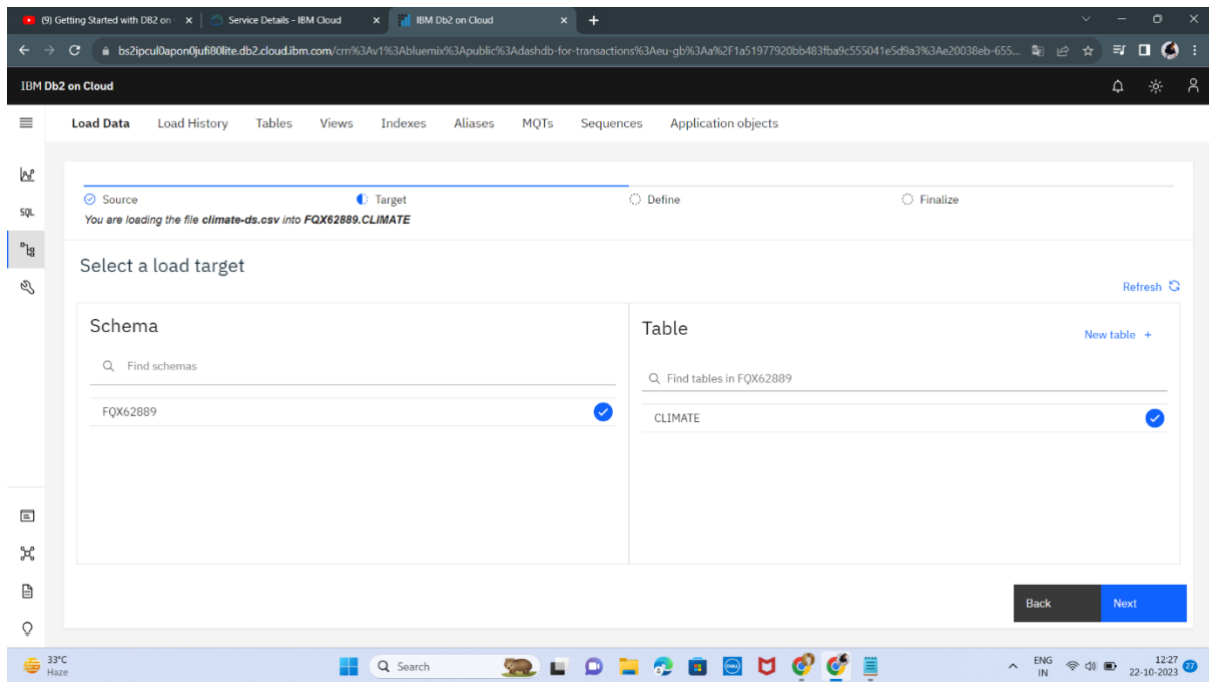 (9) Getting Started with DB2 on
Service Details - IBM Cloud
IBM Db2 on Cloud
bs2ipcul0apon0jufi80lite.db2.cloud.ibm.com/crn%3Av1%3Abluemix%3Apublic%3Adashdb-for-transactions%3Aeu-gb%3Aa%2F1a51977920bb483fba9c555041e5d9a3%3Ae20038eb-655...
IBM Db2 on Cloud
Load Data Load History Tables Views Indexes Aliases MQTs Sequences Application objects
SQL
Source Target Define Finalize
You are loading the file climate-ds.csv into FQX62889.CLIMATE
Select a load target
Refresh
Schema
Find schemas
FQX62889
Table
New table +
Find tables in FQX62889
CLIMATE
Back Next
33°C
Haze
Search
DELL
ENG
IN
12:27
22-10-2023
27